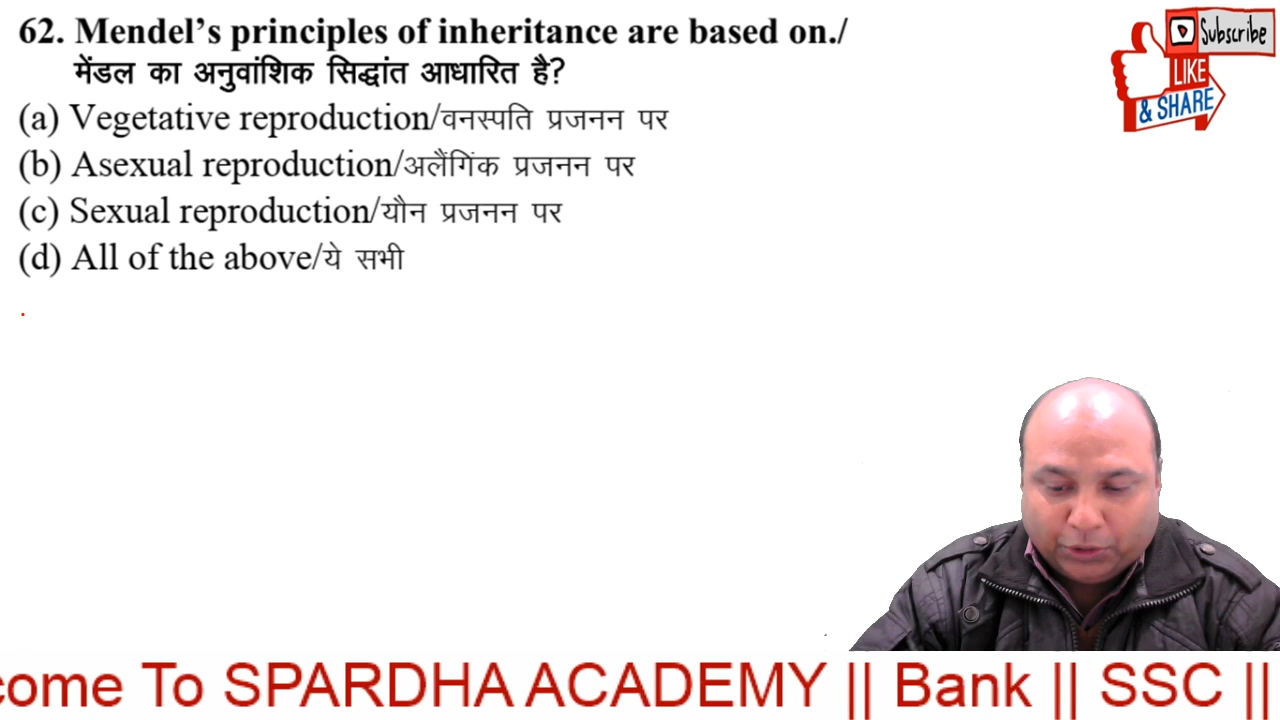 62. Mendel’s principles of inheritance are based on./
मेंडल का अनुवांशिक सिद्धांत आधारित है?
(a) Vegetative reproduction/वनस्पति प्रजनन पर
(b) Asexual reproduction/अलैंगिंक प्रजनन पर
(c) Sexual reproduction/यौन प्रजनन पर
(d) All of the above/ये सभी
Subscribe
LIKE
& SHARE
come To SPARDHA ACADEMY || Bank || SSC ||